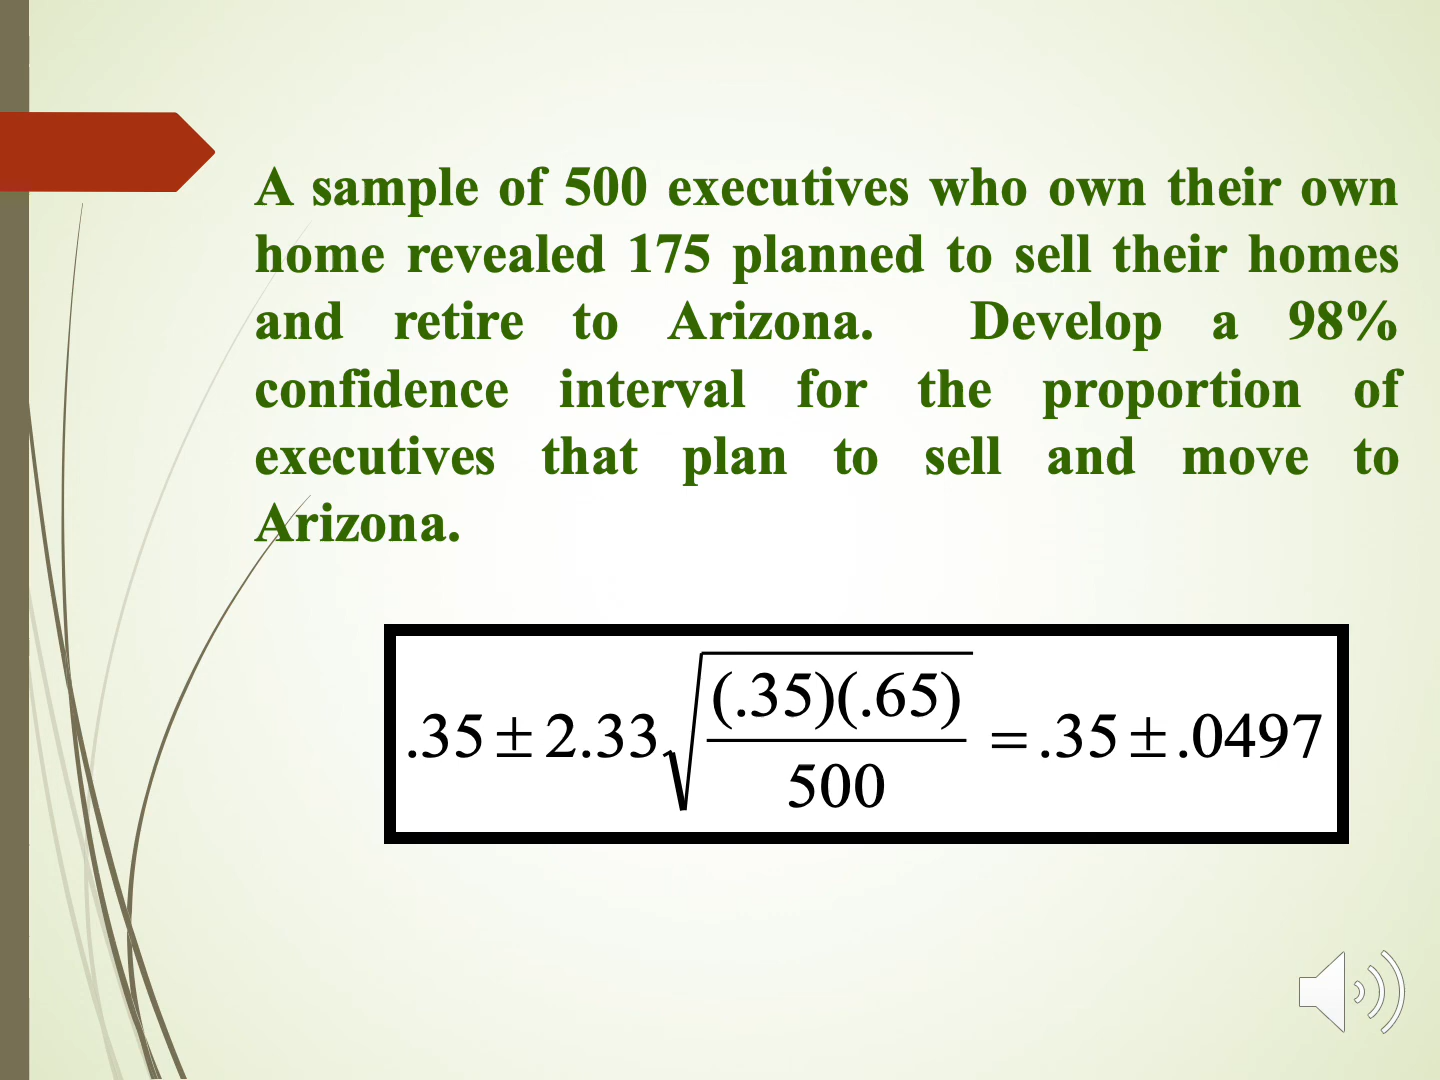 A sample of 500 executives who own their own
home revealed 175 planned to sell their homes
and retire to Arizona. Develop a 98%
confidence interval for the proportion of
executives that plan to sell and move to
Arizona.
.35 ± 2.33 √((.35)(.65) / 500) = .35 ± .0497